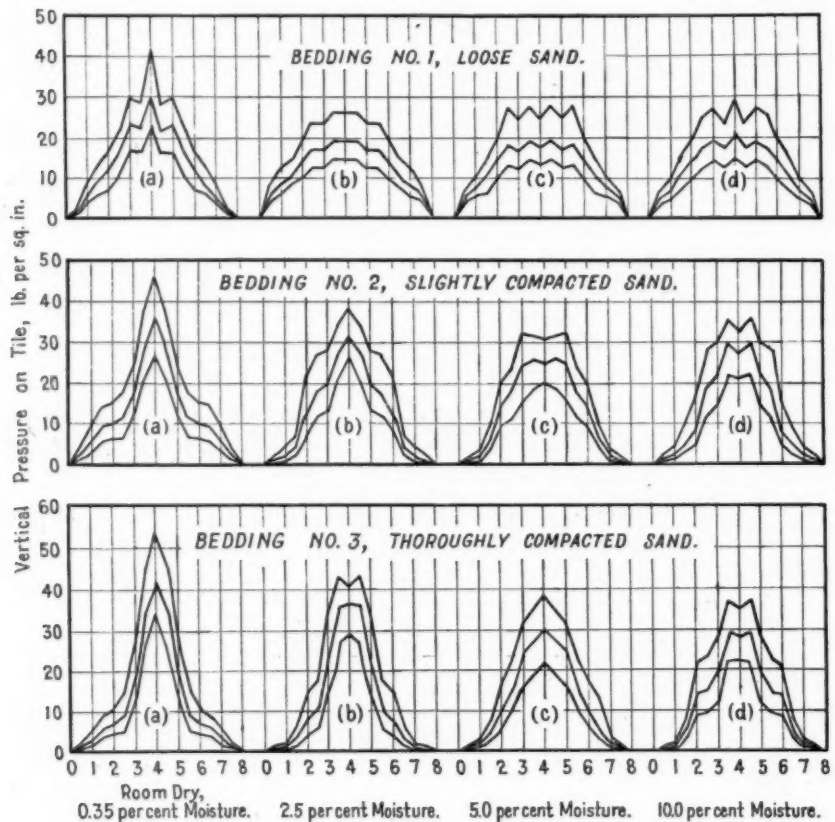 50
40
30
20
10
0
BEDDING NO. 1, LOOSE SAND.
(a) (b) (c) (d)
50
40
30
20
10
0
BEDDING NO. 2, SLIGHTLY COMPACTED SAND.
(a) (b) (c) (d)
60
50
40
30
20
10
0
BEDDING NO. 3, THOROUGHLY COMPACTED SAND.
(a) (b) (c) (d)
Vertical Pressure on Tile, lb. per sq. in.
0 1 2 3 4 5 6 7 8 0 1 2 3 4 5 6 7 8 0 1 2 3 4 5 6 7 8 0 1 2 3 4 5 6 7 8
Room Dry,
0.35 percent Moisture. 2.5 percent Moisture. 5.0 percent Moisture. 10.0 percent Moisture.